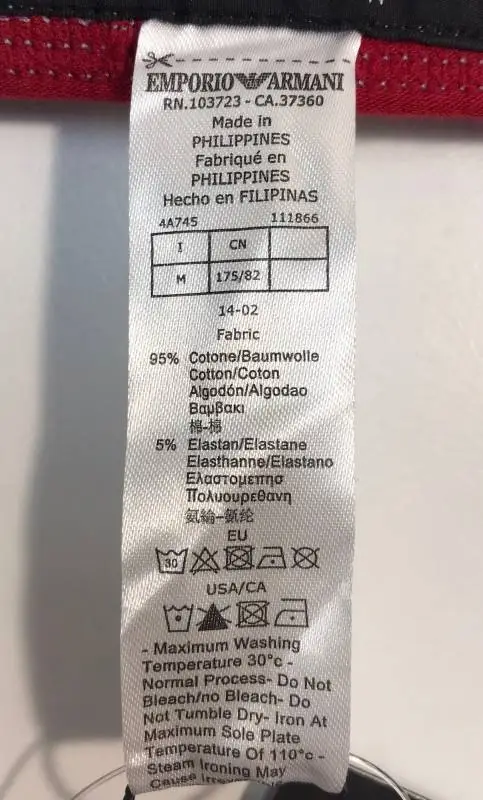 EMPORIO ARMANI
RN.103723 - CA.37360
Made in
PHILIPPINES
Fabriqué en
PHILIPPINES
Hecho en FILIPINAS
4A745 111866
I CN
M 175/82
14-02
Fabric
95% Cotone/Baumwolle
Cotton/Coton
Algodón/Algodao
Βαμβακι
棉-棉
5% Elastan/Elastane
Elasthanne/Elastano
Ελαστομεπησ
Πολυουρεθανη
氨綸-氨纶
EU
30
USA/CA
- Maximum Washing
Temperature 30°c -
Normal Process- Do Not
Bleach/no Bleach- Do
Not Tumble Dry- Iron At
Maximum Sole Plate
Temperature Of 110°c -
Steam Ironing May
Cause